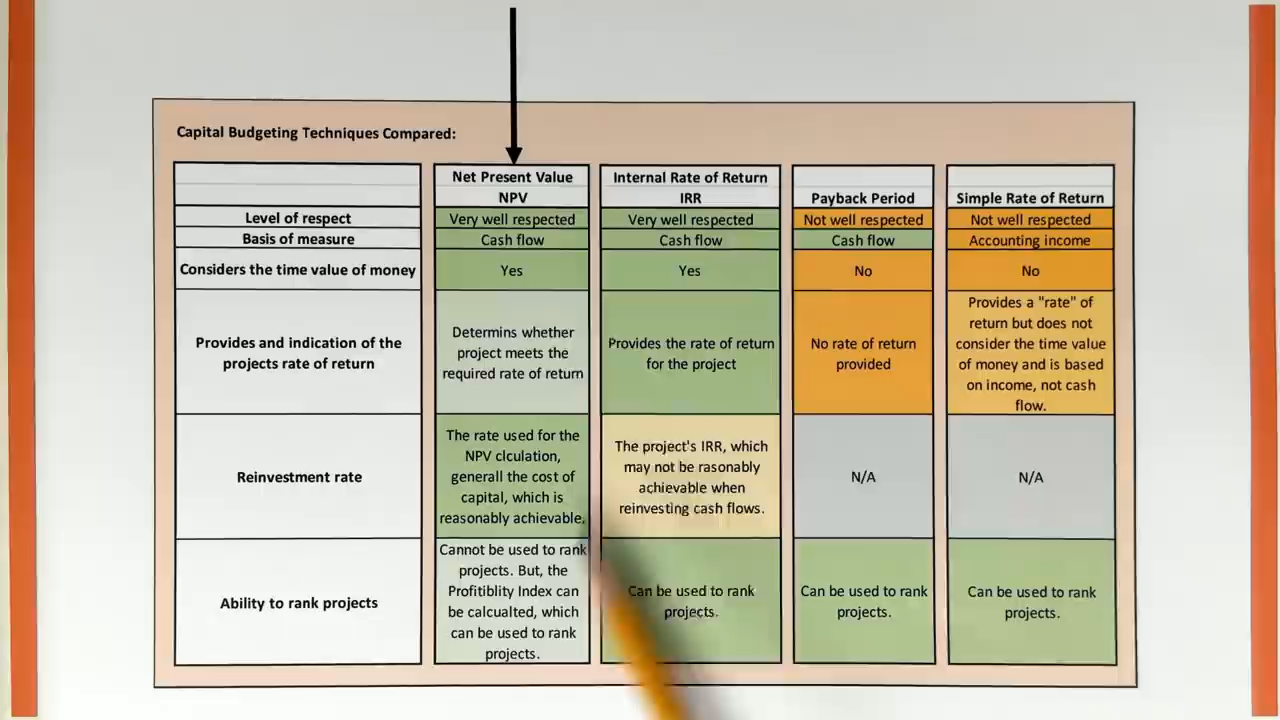 Capital Budgeting Techniques Compared:
Net Present Value
NPV
Internal Rate of Return
IRR
Payback Period
Simple Rate of Return
Level of respect
Very well respected
Very well respected
Not well respected
Not well respected
Basis of measure
Cash flow
Cash flow
Cash flow
Accounting income
Considers the time value of money
Yes
Yes
No
No
Provides and indication of the
projects rate of return
Determins whether
project meets the
required rate of return
Provides the rate of return
for the project
No rate of return
provided
Provides a "rate" of
return but does not
consider the time value
of money and is based
on income, not cash
flow.
Reinvestment rate
The rate used for the
NPV clculation,
generall the cost of
capital, which is
reasonably achievable.
The project's IRR, which
may not be rasonably
achievable when
reinvesting cash flows.
N/A
N/A
Ability to rank projects
Cannot be used to rank
projects. But, the
Profitiblity Index can
be calcualted, which
can be used to rank
projects.
Can be used to rank
projects.
Can be used to rank
projects.
Can be used to rank
projects.